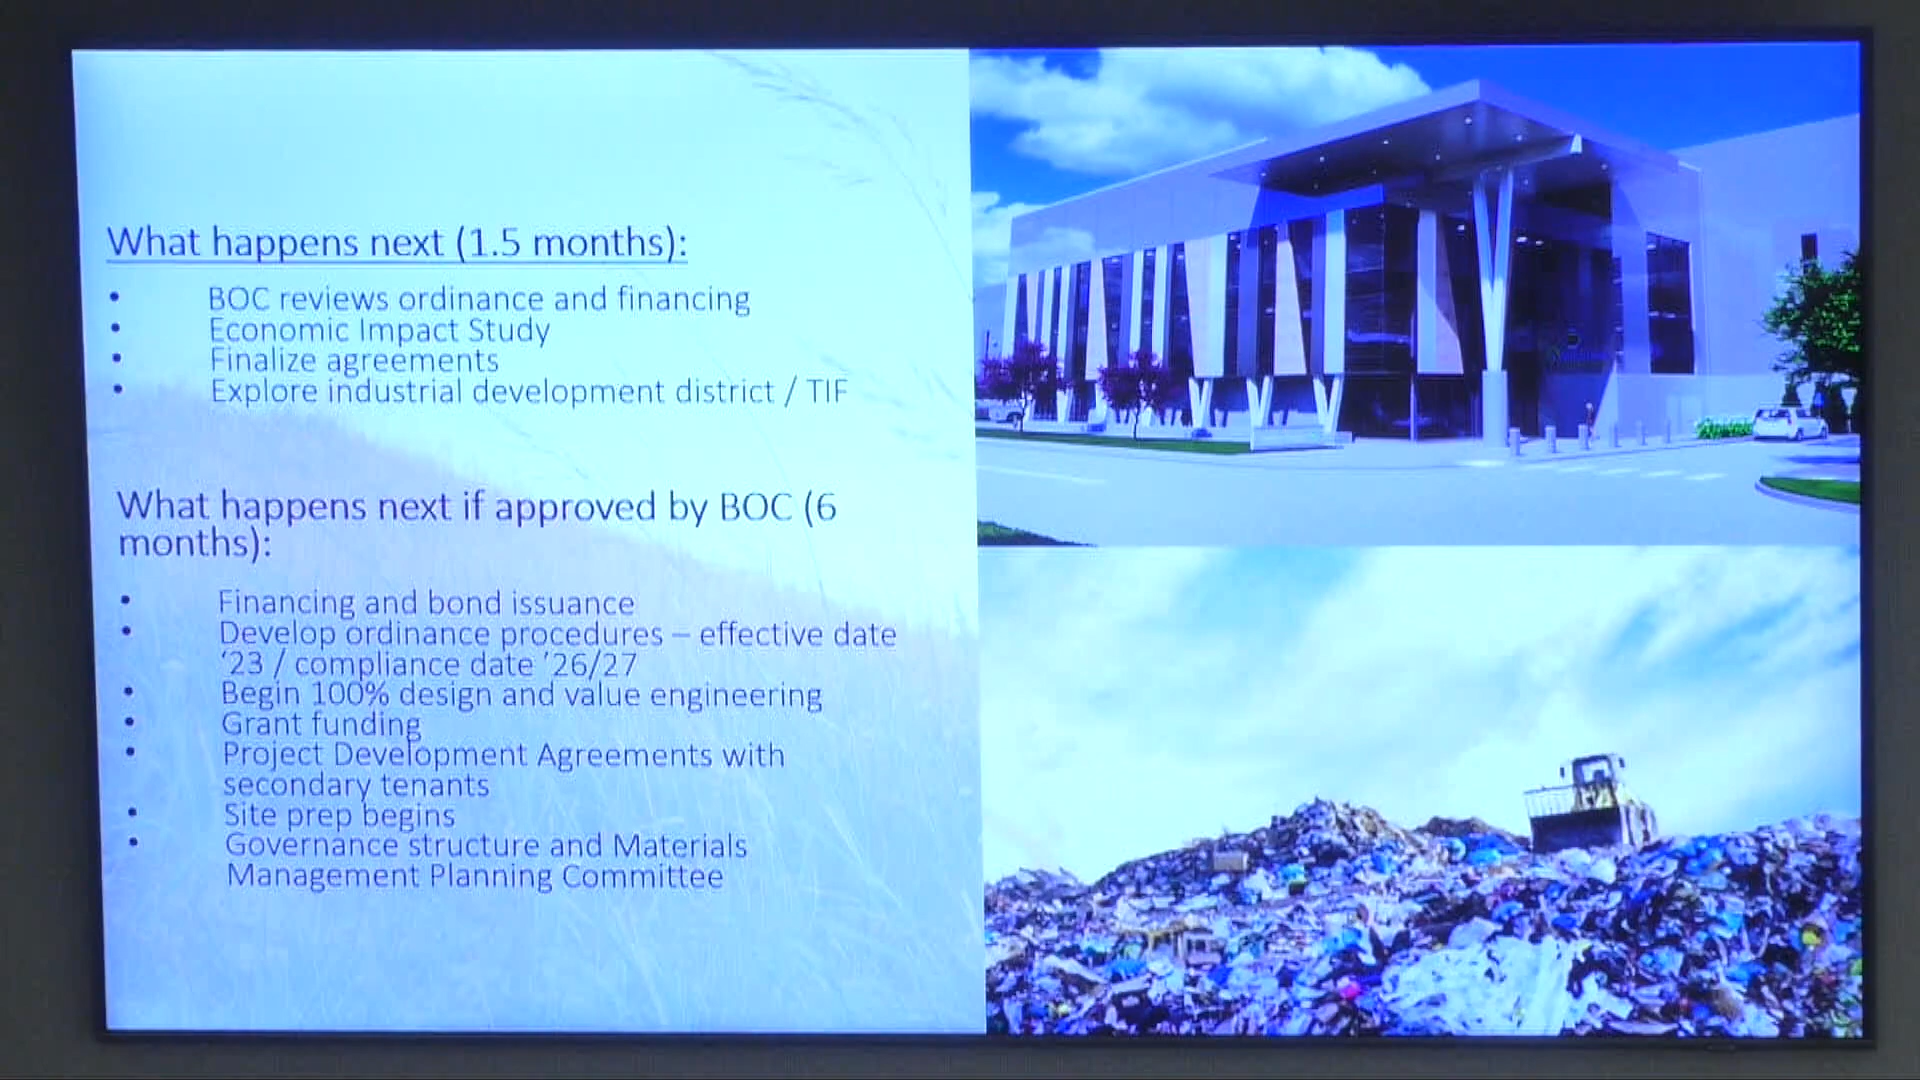 What happens next (1.5 months):
• BOC reviews ordinance and financing
• Economic Impact Study
• Finalize agreements
• Explore industrial development district / TIF
What happens next if approved by BOC (6
months):
• Financing and bond issuance
• Develop ordinance procedures – effective date
’23 / compliance date ’26/27
• Begin 100% design and value engineering
• Grant funding
• Project Development Agreements with
secondary tenants
• Site prep begins
• Governance structure and Materials
Management Planning Committee